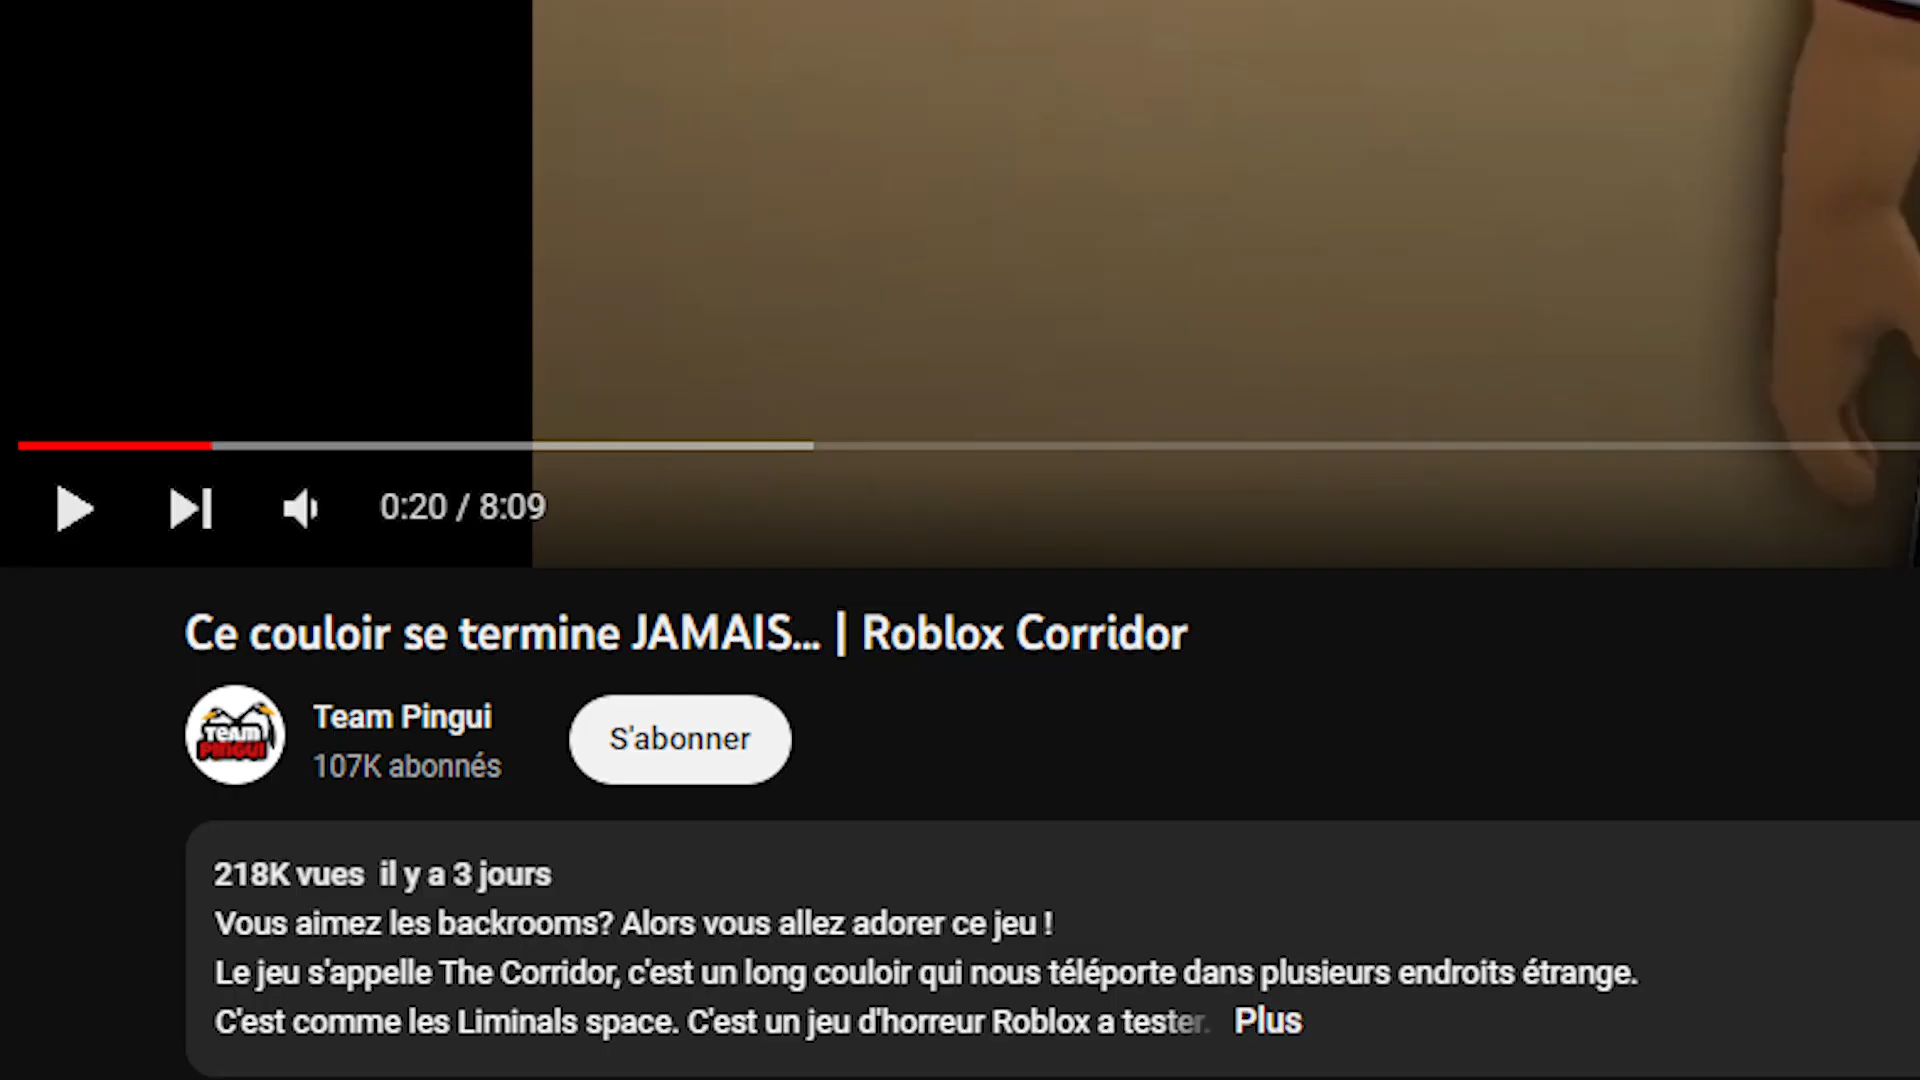 0:20 / 8:09
Ce couloir se termine JAMAIS... | Roblox Corridor
TEAM
PINGUI
Team Pingui
107K abonnés
S'abonner
218K vues il y a 3 jours
Vous aimez les backrooms? Alors vous allez adorer ce jeu !
Le jeu s'appelle The Corridor, c'est un long couloir qui nous téléporte dans plusieurs endroits étrange.
C'est comme les Liminals space. C'est un jeu d'horreur Roblox a tester. Plus